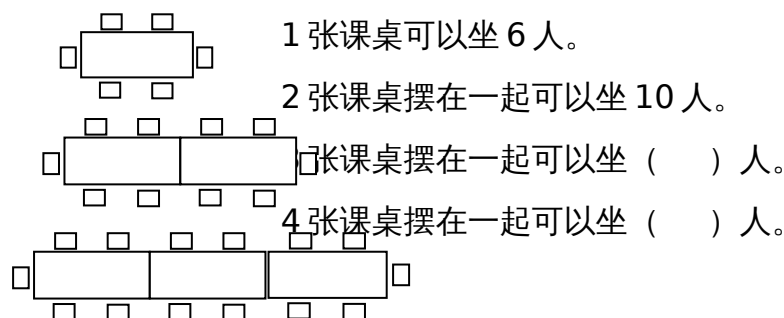 1 张课桌可以坐 6 人。
2 张课桌摆在一起可以坐 10 人。
张课桌摆在一起可以坐（　）人。
4 张课桌摆在一起可以坐（　）人。